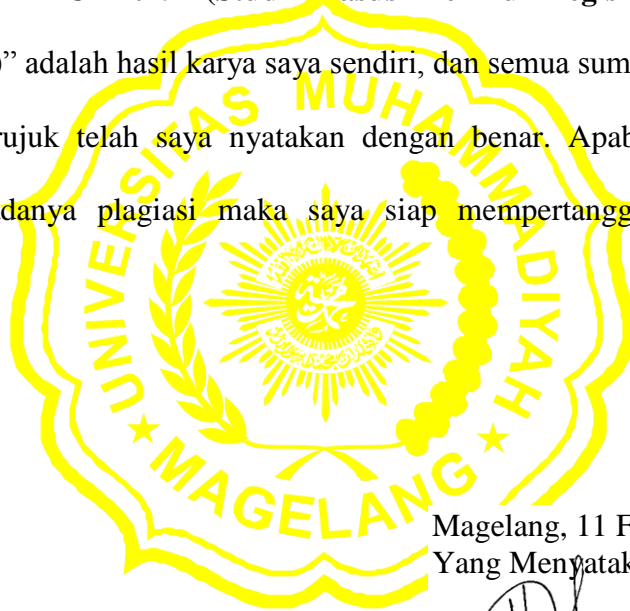 (Stud
)” adalah hasil karya saya sendiri, dan semua sum
rujuk telah saya nyatakan dengan benar. Apab
danya plagiasi maka saya siap mempertangg
UNIVERSITAS MUHAMMADIYAH
MAGELANG
Magelang, 11 F
Yang Menyatak